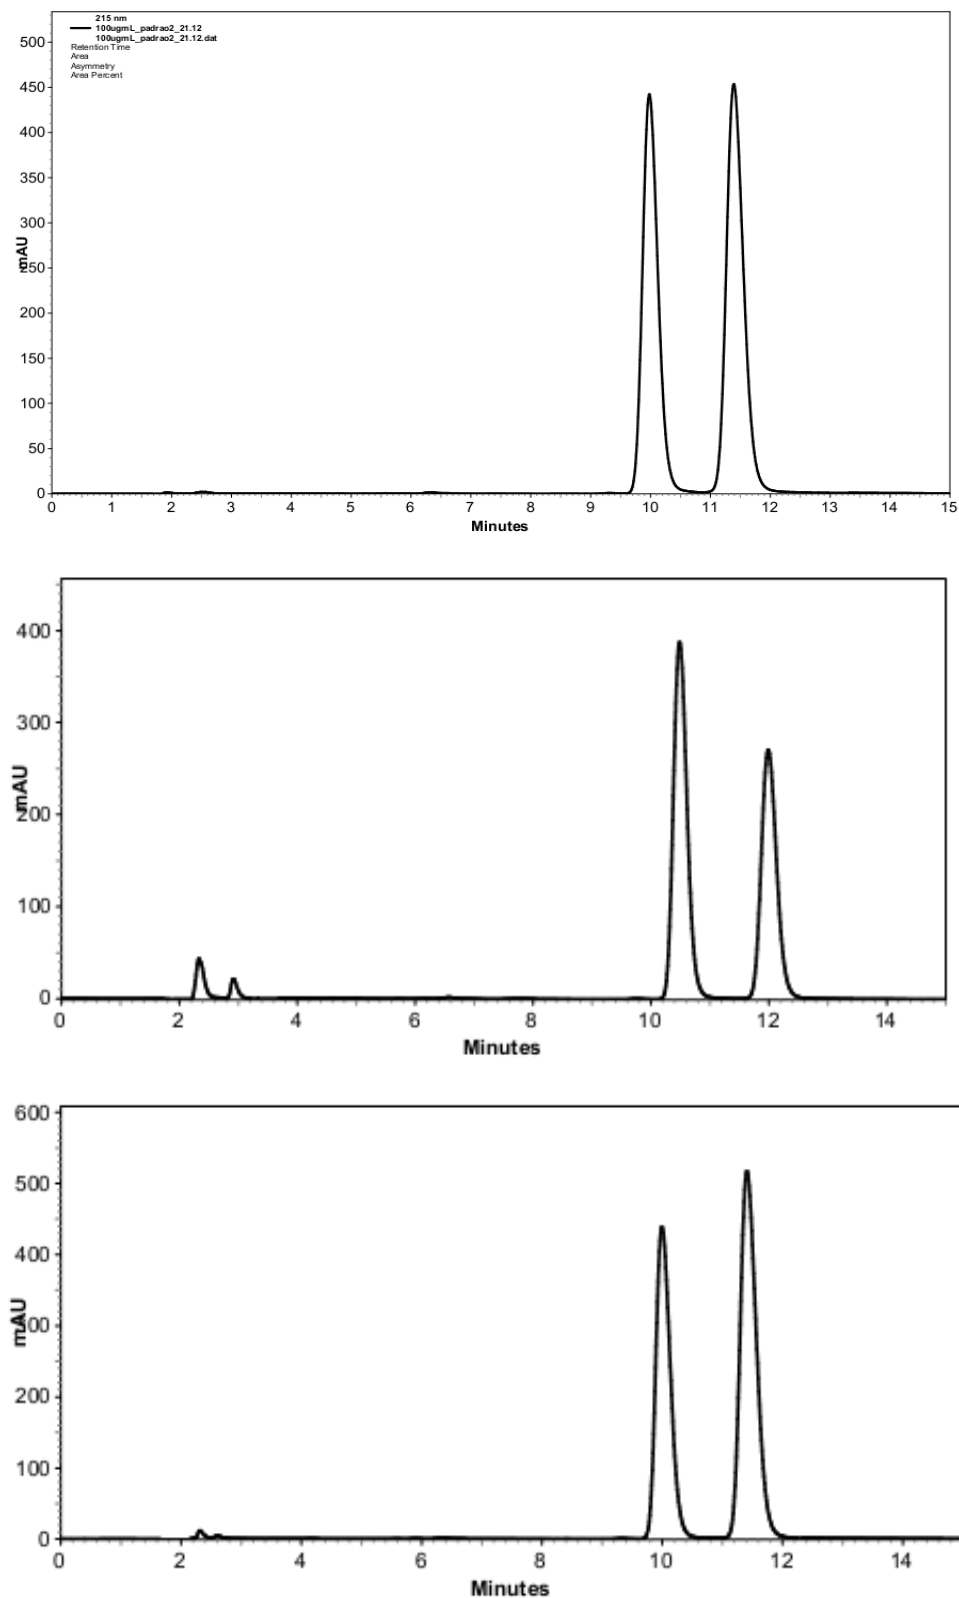 215 nm
100ugmL_padrao2_21.12
100ugmL_padrao2_21.12.dat
Retention Time
Area
Asymmetry
Area Percent
500
450
400
350
300
mAU
250
200
150
100
50
0
0 1 2 3 4 5 6 7 8 9 10 11 12 13 14 15
Minutes
400
300
mAU
200
100
0
0 2 4 6 8 10 12 14
Minutes
600
500
400
mAU
300
200
100
0
0 2 4 6 8 10 12 14
Minutes